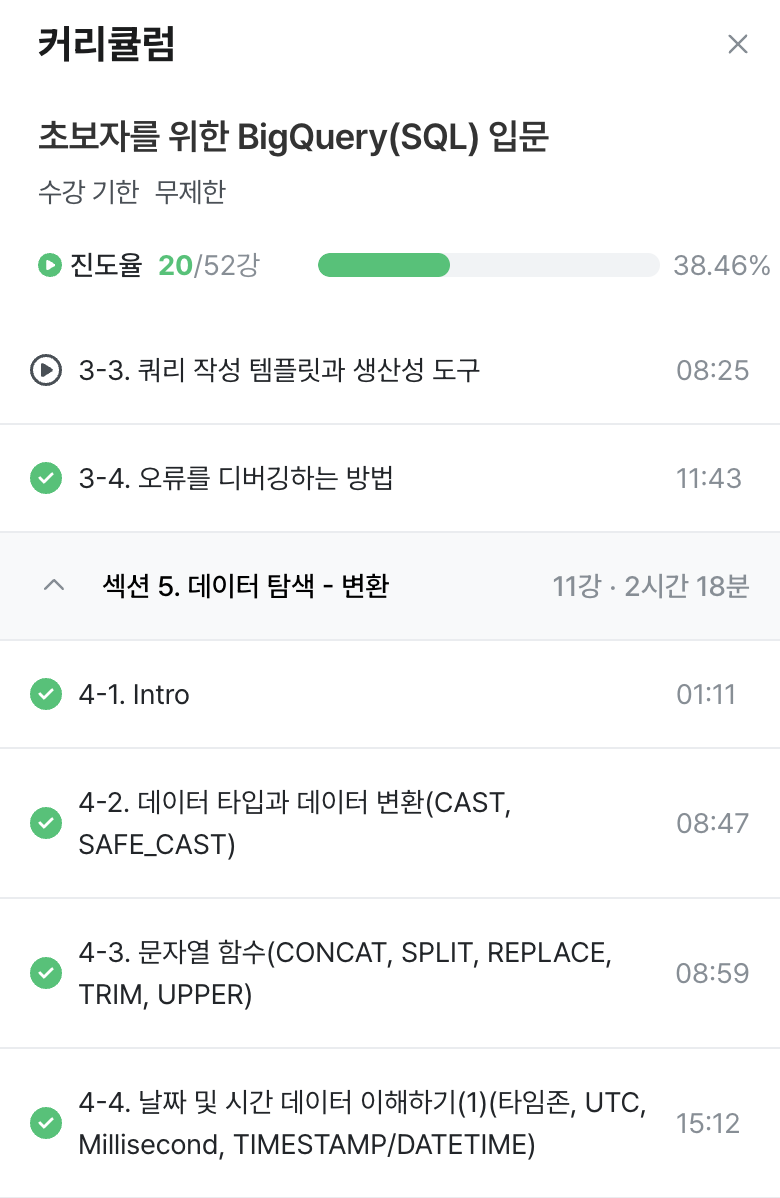 커리큘럼
초보자를 위한 BigQuery(SQL) 입문
수강 기한 무제한
진도율 20/52강 38.46%
3-3. 쿼리 작성 템플릿과 생산성 도구 08:25
3-4. 오류를 디버깅하는 방법 11:43
섹션 5. 데이터 탐색 - 변환 11강 · 2시간 18분
4-1. Intro 01:11
4-2. 데이터 타입과 데이터 변환(CAST,
SAFE_CAST) 08:47
4-3. 문자열 함수(CONCAT, SPLIT, REPLACE,
TRIM, UPPER) 08:59
4-4. 날짜 및 시간 데이터 이해하기(1)(타임존, UTC,
Millisecond, TIMESTAMP/DATETIME) 15:12